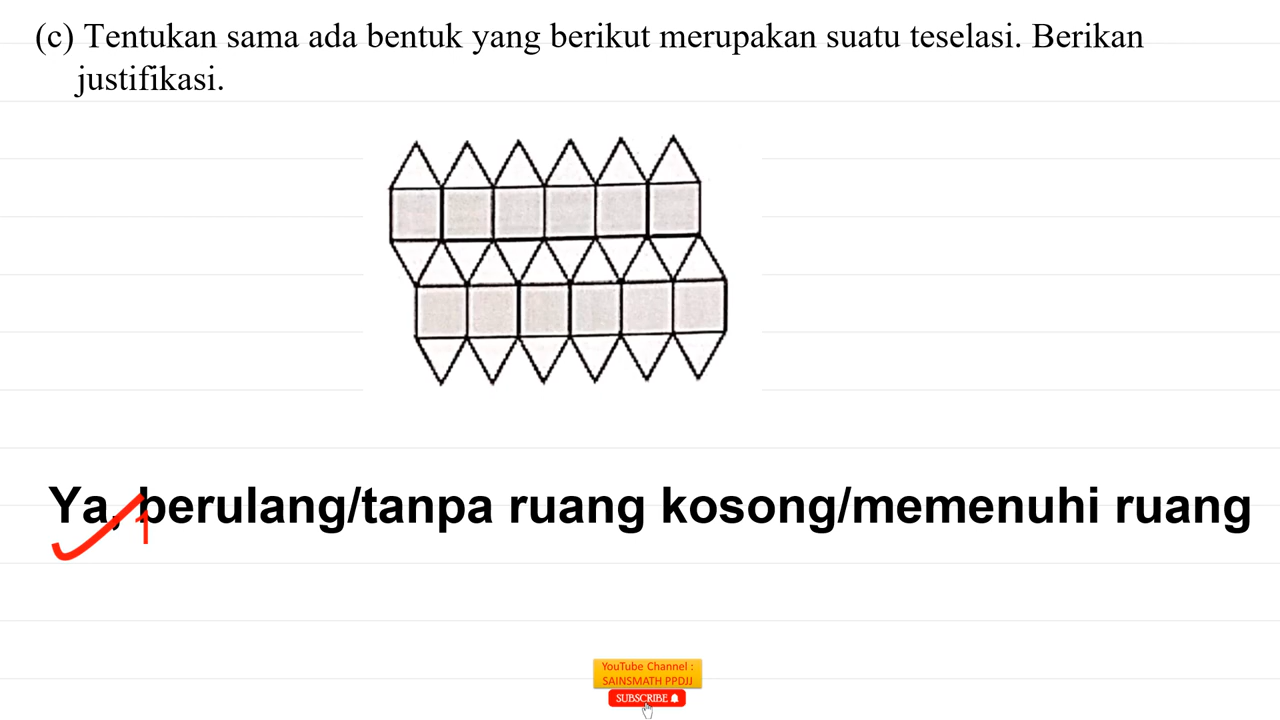 (c) Tentukan sama ada bentuk yang berikut merupakan suatu teselasi. Berikan
justifikasi.
Ya, berulang/tanpa ruang kosong/memenuhi ruang
1
YouTube Channel :
SAINSMATH PPDJJ
SUBSCRIBE